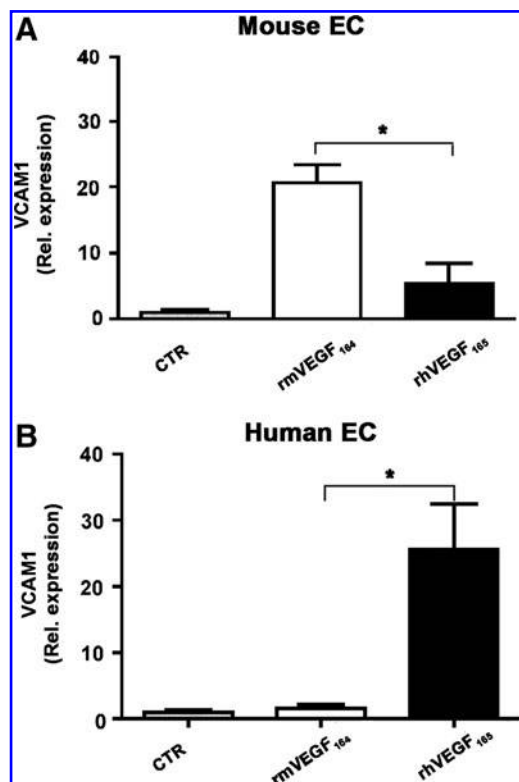 A
Mouse EC
40
30
20
10
0
VCAM1
(Rel. expression)
*
CTR
rmVEGF₁₆₄
rhVEGF₁₆₅
B
Human EC
40
30
20
10
0
VCAM1
(Rel. expression)
*
CTR
rmVEGF₁₆₄
rhVEGF₁₆₅